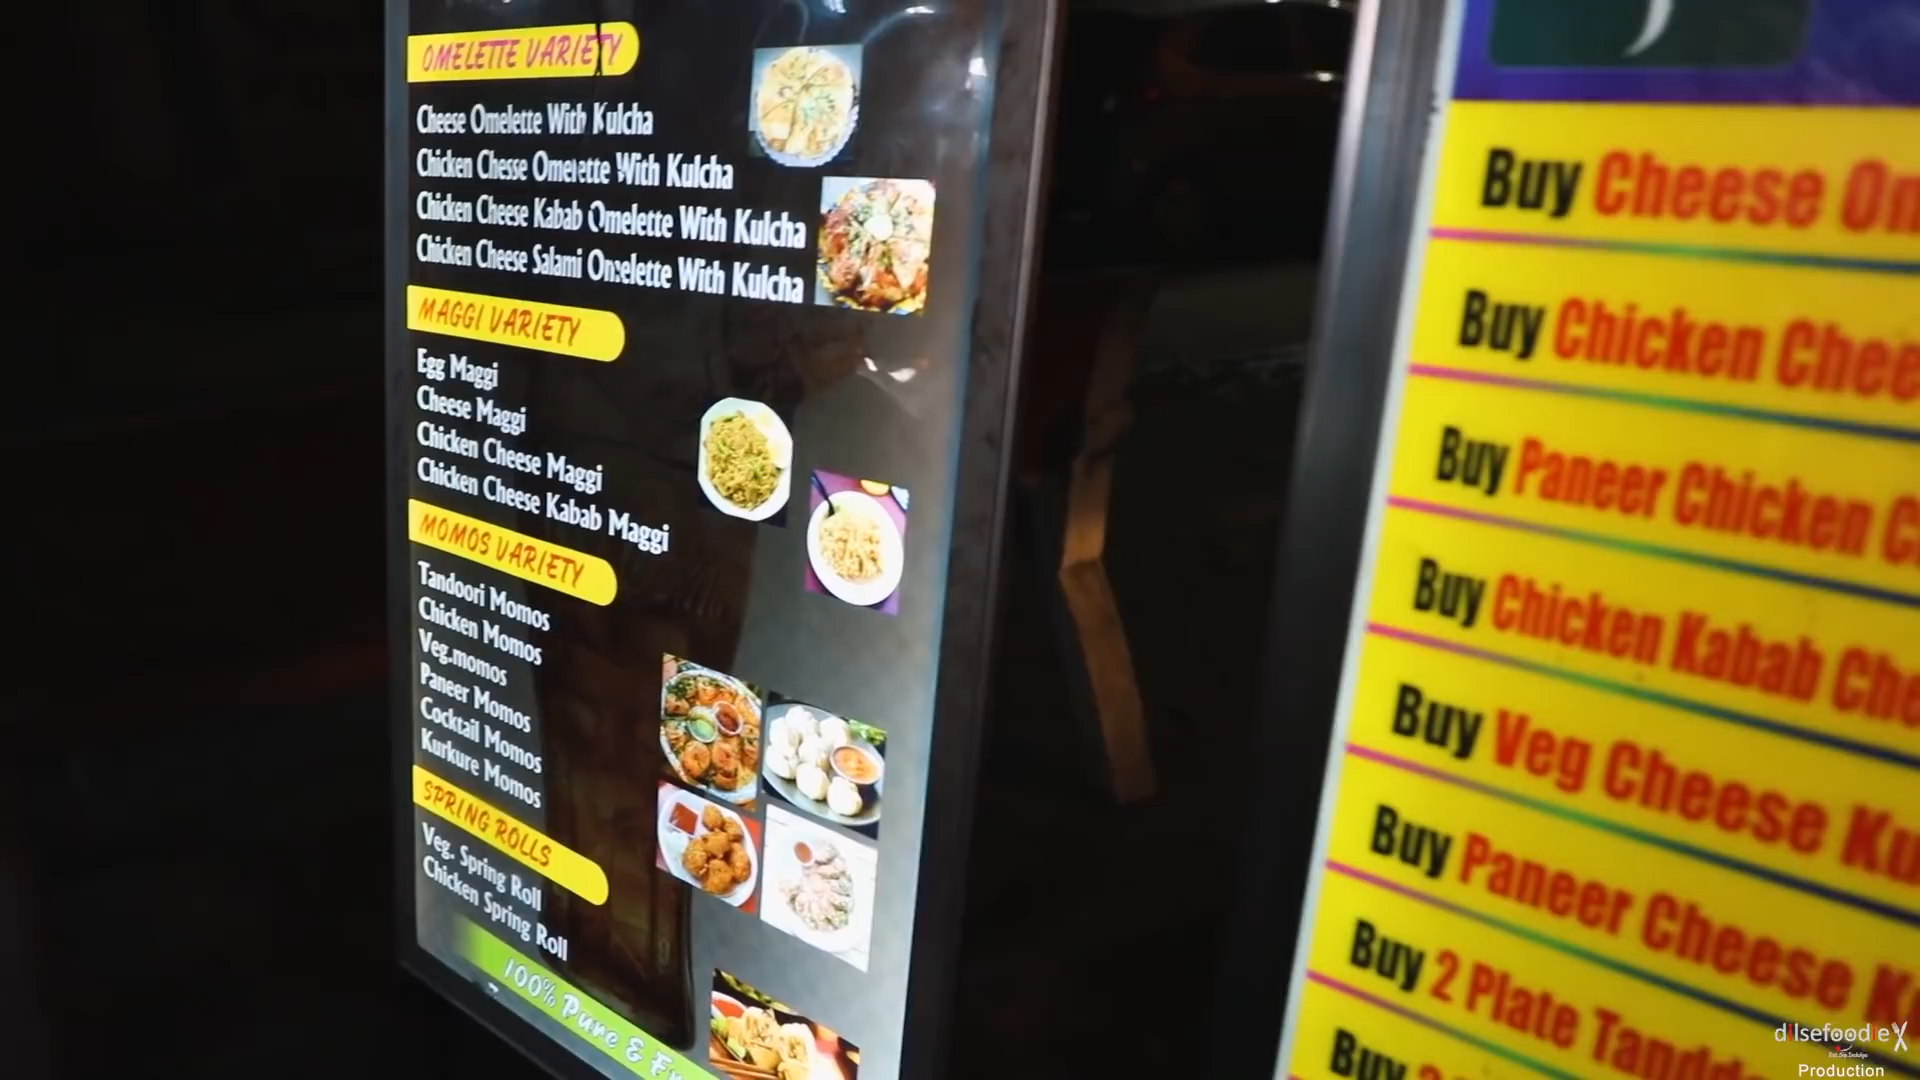 OMELETTE VARIETY
Cheese Omelette With Kulcha
Chicken Chesse Omelette With Kulcha
Chicken Cheese Kabab Omelette With Kulcha
Chicken Cheese Salami Omelette With Kulcha
MAGGI VARIETY
Egg Maggi
Cheese Maggi
Chicken Cheese Maggi
Chicken Cheese Kabab Maggi
MOMOS VARIETY
Tandoori Momos
Chicken Momos
Veg.momos
Paneer Momos
Cocktail Momos
Kurkure Momos
SPRING ROLLS
Veg. Spring Roll
Chicken Spring Roll
100% Pure &
Buy Cheese
Buy Chicken
Buy Paneer Chicken
Buy Chicken Kabab
Buy Veg Cheese
Buy Paneer Cheese
Buy 2 Plate
Buy
dilsefoodie
Production